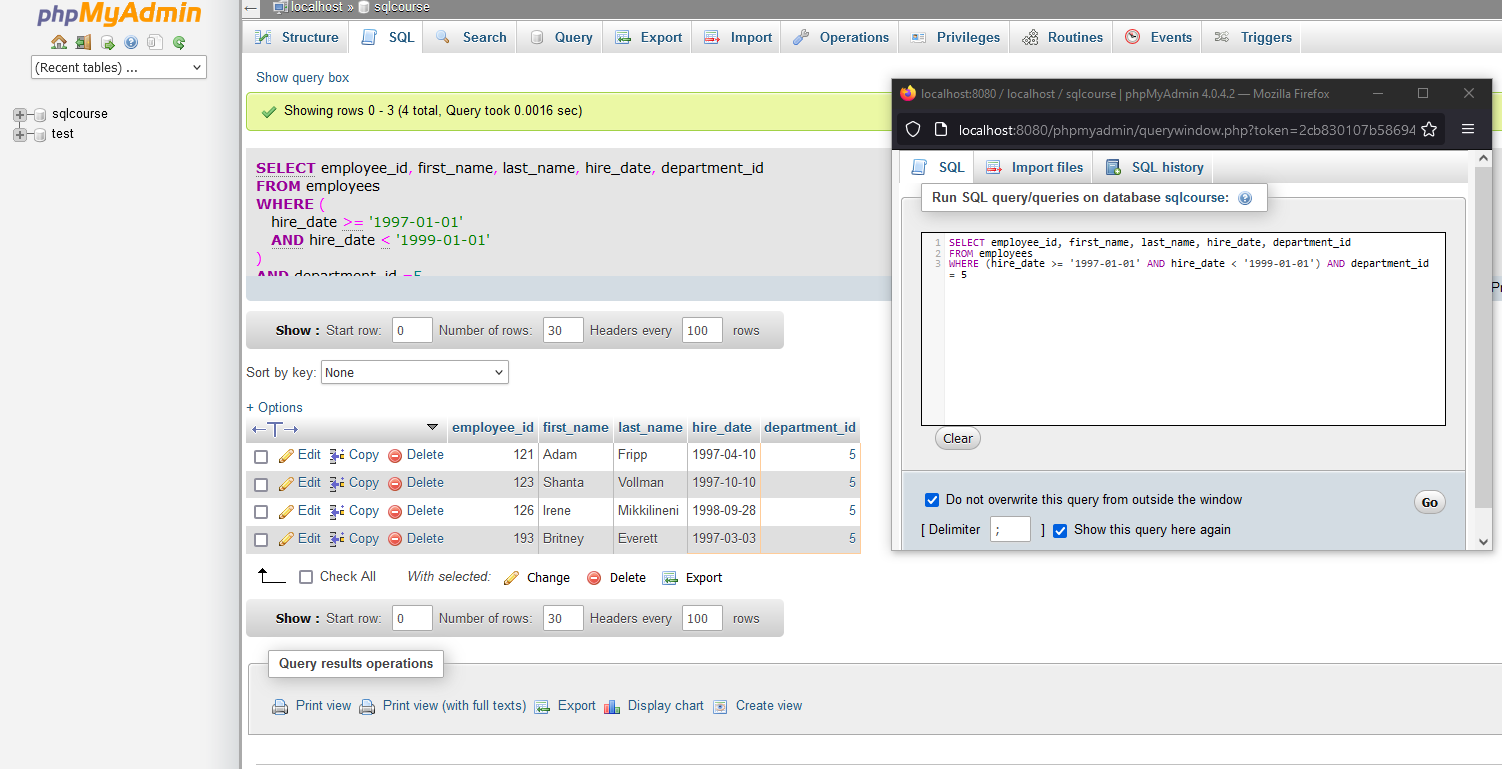 phpMyAdmin
(Recent tables) ...
sqlcourse
test
localhost » sqlcourse
Structure SQL Search Query Export Import Operations Privileges Routines Events Triggers
Show query box
Showing rows 0 - 3 (4 total, Query took 0.0016 sec)
SELECT employee_id, first_name, last_name, hire_date, department_id
FROM employees
WHERE (
hire_date >= '1997-01-01'
AND hire_date < '1999-01-01'
)
AND department_id =5
Show : Start row: 0 Number of rows: 30 Headers every 100 rows
Sort by key: None
+ Options
employee_id first_name last_name hire_date department_id
Edit Copy Delete 121 Adam Fripp 1997-04-10 5
Edit Copy Delete 123 Shanta Vollman 1997-10-10 5
Edit Copy Delete 126 Irene Mikkilineni 1998-09-28 5
Edit Copy Delete 193 Britney Everett 1997-03-03 5
Check All With selected: Change Delete Export
Show : Start row: 0 Number of rows: 30 Headers every 100 rows
Query results operations
Print view Print view (with full texts) Export Display chart Create view
localhost:8080 / localhost / sqlcourse | phpMyAdmin 4.0.4.2 — Mozilla Firefox
localhost:8080/phpmyadmin/querywindow.php?token=2cb830107b58694
SQL Import files SQL history
Run SQL query/queries on database sqlcourse:
1 SELECT employee_id, first_name, last_name, hire_date, department_id
2 FROM employees
3 WHERE (hire_date >= '1997-01-01' AND hire_date < '1999-01-01') AND department_id
= 5
Clear
Do not overwrite this query from outside the window
Go
[ Delimiter ; ] Show this query here again